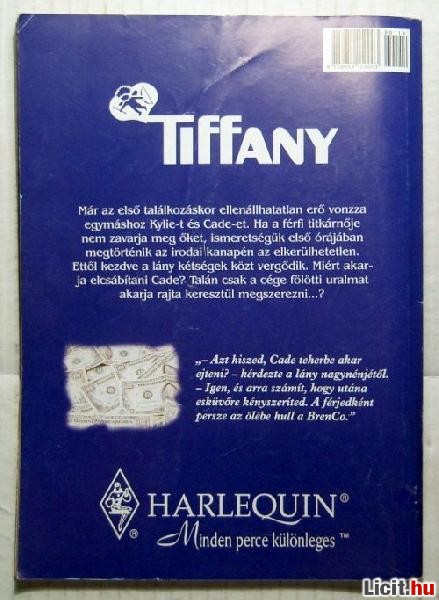 TIFFANY
Már az első találkozáskor ellenállhatatlan erő vonzza
egymáshoz Kylie-t és Cade-et. Ha a férfi titkárnője
nem zavarja meg őket, ismeretségük első órájában
megtörténik az irodai kanapén az elkerülhetetlen.
Ettől kezdve a lány kétségek közt vergődik. Miért akar-
ja elcsábítani Cade? Talán csak a cége fölötti uralmat
akarja rajta keresztül megszerezni...?
„– Azt hiszed, Cade teherbe akar
ejteni? – kérdezte a lány nagynénjétől.
– Igen, és arra számít, hogy utána
esküvőre kényszeríted. A férjedként
persze az ölébe hull a BrenCo.”
HARLEQUIN®
®
Minden perce különleges™
Licit.hu